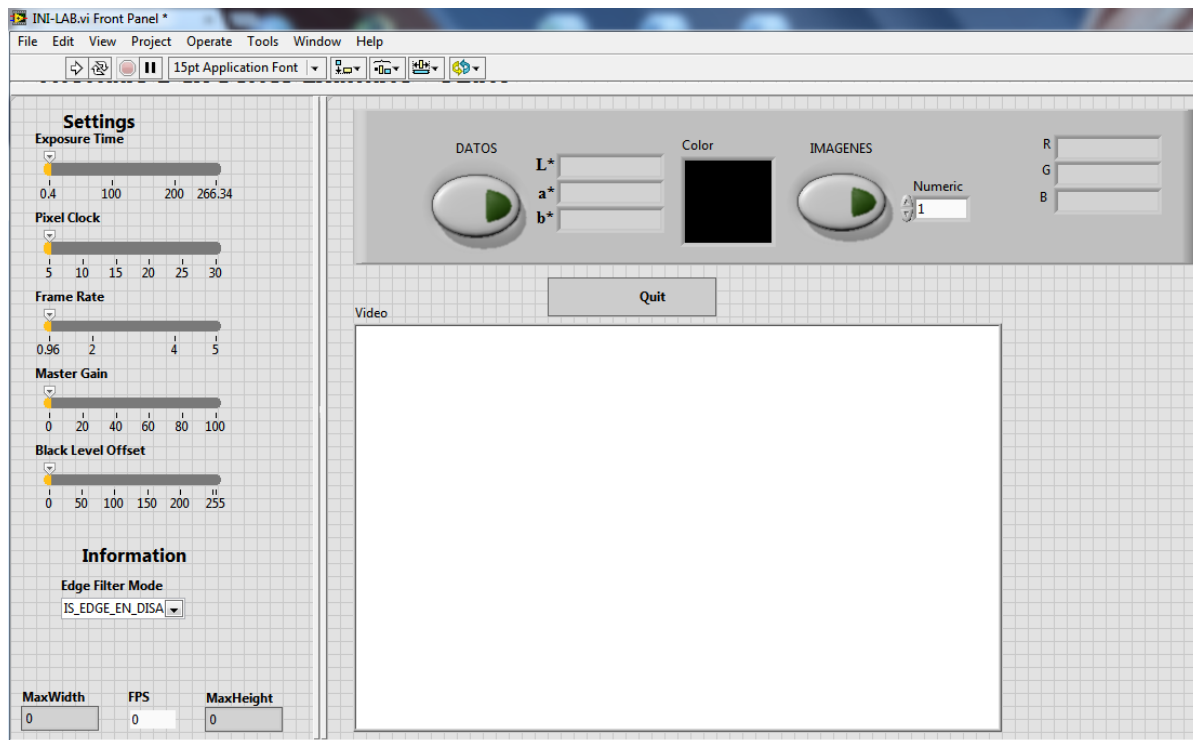 INI-LAB.vi Front Panel *
File Edit View Project Operate Tools Window Help
15pt Application Font
Settings
Exposure Time
0.4 100 200 266.34
Pixel Clock
5 10 15 20 25 30
Frame Rate
0.96 2 4 5
Master Gain
0 20 40 60 80 100
Black Level Offset
0 50 100 150 200 255
Information
Edge Filter Mode
IS_EDGE_EN_DISA
MaxWidth FPS MaxHeight
0 0 0
DATOS
L*
a*
b*
Color
IMAGENES
Numeric
1
R
G
B
Quit
Video